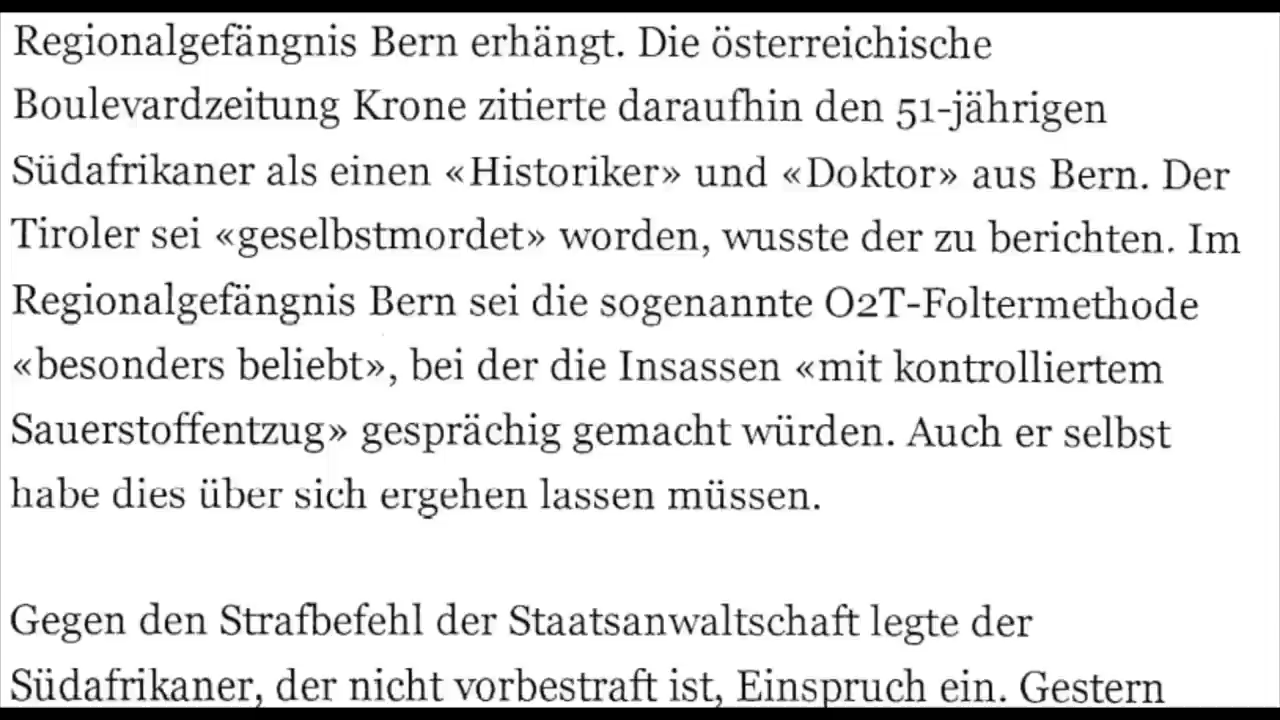 Regionalgefängnis Bern erhängt. Die österreichische
Boulevardzeitung Krone zitierte daraufhin den 51-jährigen
Südafrikaner als einen «Historiker» und «Doktor» aus Bern. Der
Tiroler sei «geselbstmordet» worden, wusste der zu berichten. Im
Regionalgefängnis Bern sei die sogenannte O2T-Foltermethode
«besonders beliebt», bei der die Insassen «mit kontrolliertem
Sauerstoffentzug» gesprächig gemacht würden. Auch er selbst
habe dies über sich ergehen lassen müssen.
Gegen den Strafbefehl der Staatsanwaltschaft legte der
Südafrikaner, der nicht vorbestraft ist, Einspruch ein. Gestern